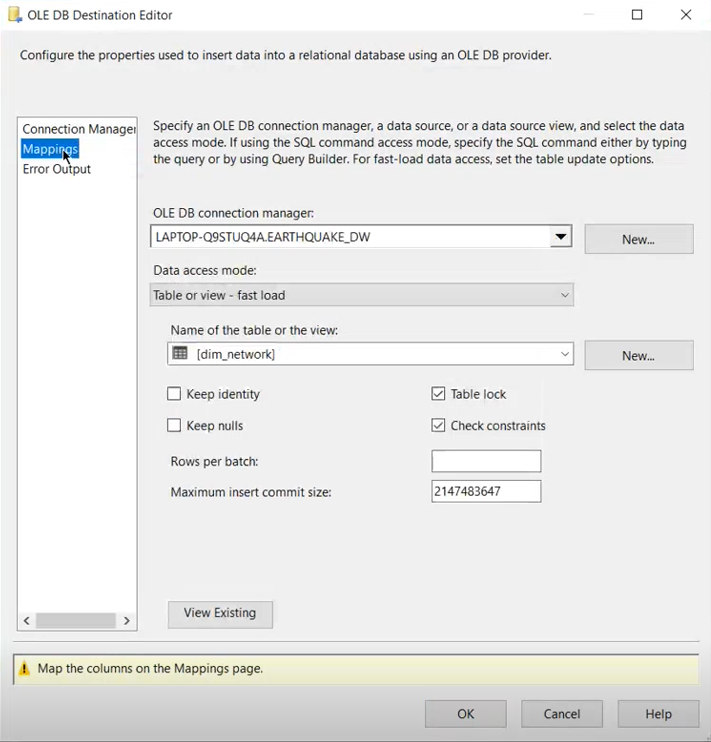 OLE DB Destination Editor
Configure the properties used to insert data into a relational database using an OLE DB provider.
Connection Manager
Mappings
Error Output
Specify an OLE DB connection manager, a data source, or a data source view, and select the data
access mode. If using the SQL command access mode, specify the SQL command either by typing
the query or by using Query Builder. For fast-load data access, set the table update options.
OLE DB connection manager:
LAPTOP-Q9STUQ4A.EARTHQUAKE_DW
New...
Data access mode:
Table or view - fast load
Name of the table or the view:
[dim_network]
New...
Keep identity
Table lock
Keep nulls
Check constraints
Rows per batch:
Maximum insert commit size:
2147483647
View Existing
Map the columns on the Mappings page.
OK
Cancel
Help